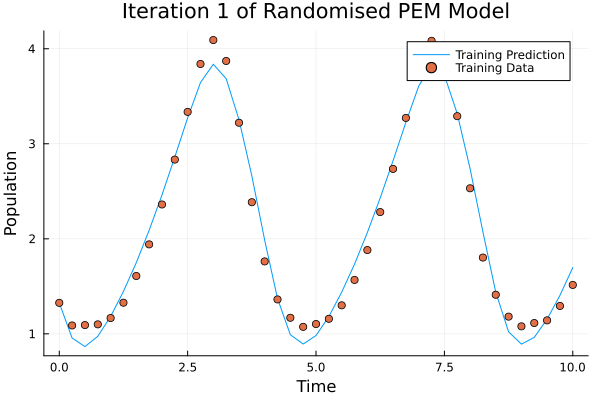 Iteration 1 of Randomised PEM Model
Training Prediction
Training Data
4
3
2
1
Population
0.0 2.5 5.0 7.5 10.0
Time